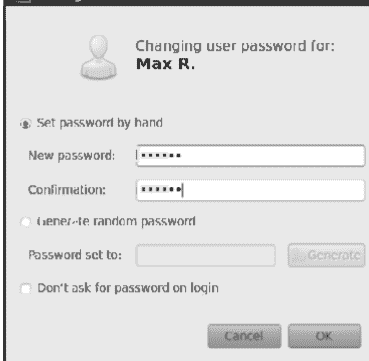 Changing user password for:
Max R.
Set password by hand
New password: ••••••
Confirmation: ••••••
Generate random password
Password set to:
Generate
Don't ask for password on login
Cancel
OK